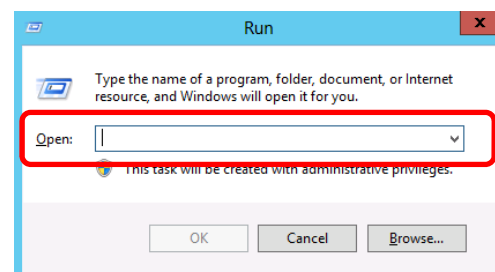 Run
x
Type the name of a program, folder, document, or Internet
resource, and Windows will open it for you.
Open:
This task will be created with administrative privileges.
OK Cancel Browse...